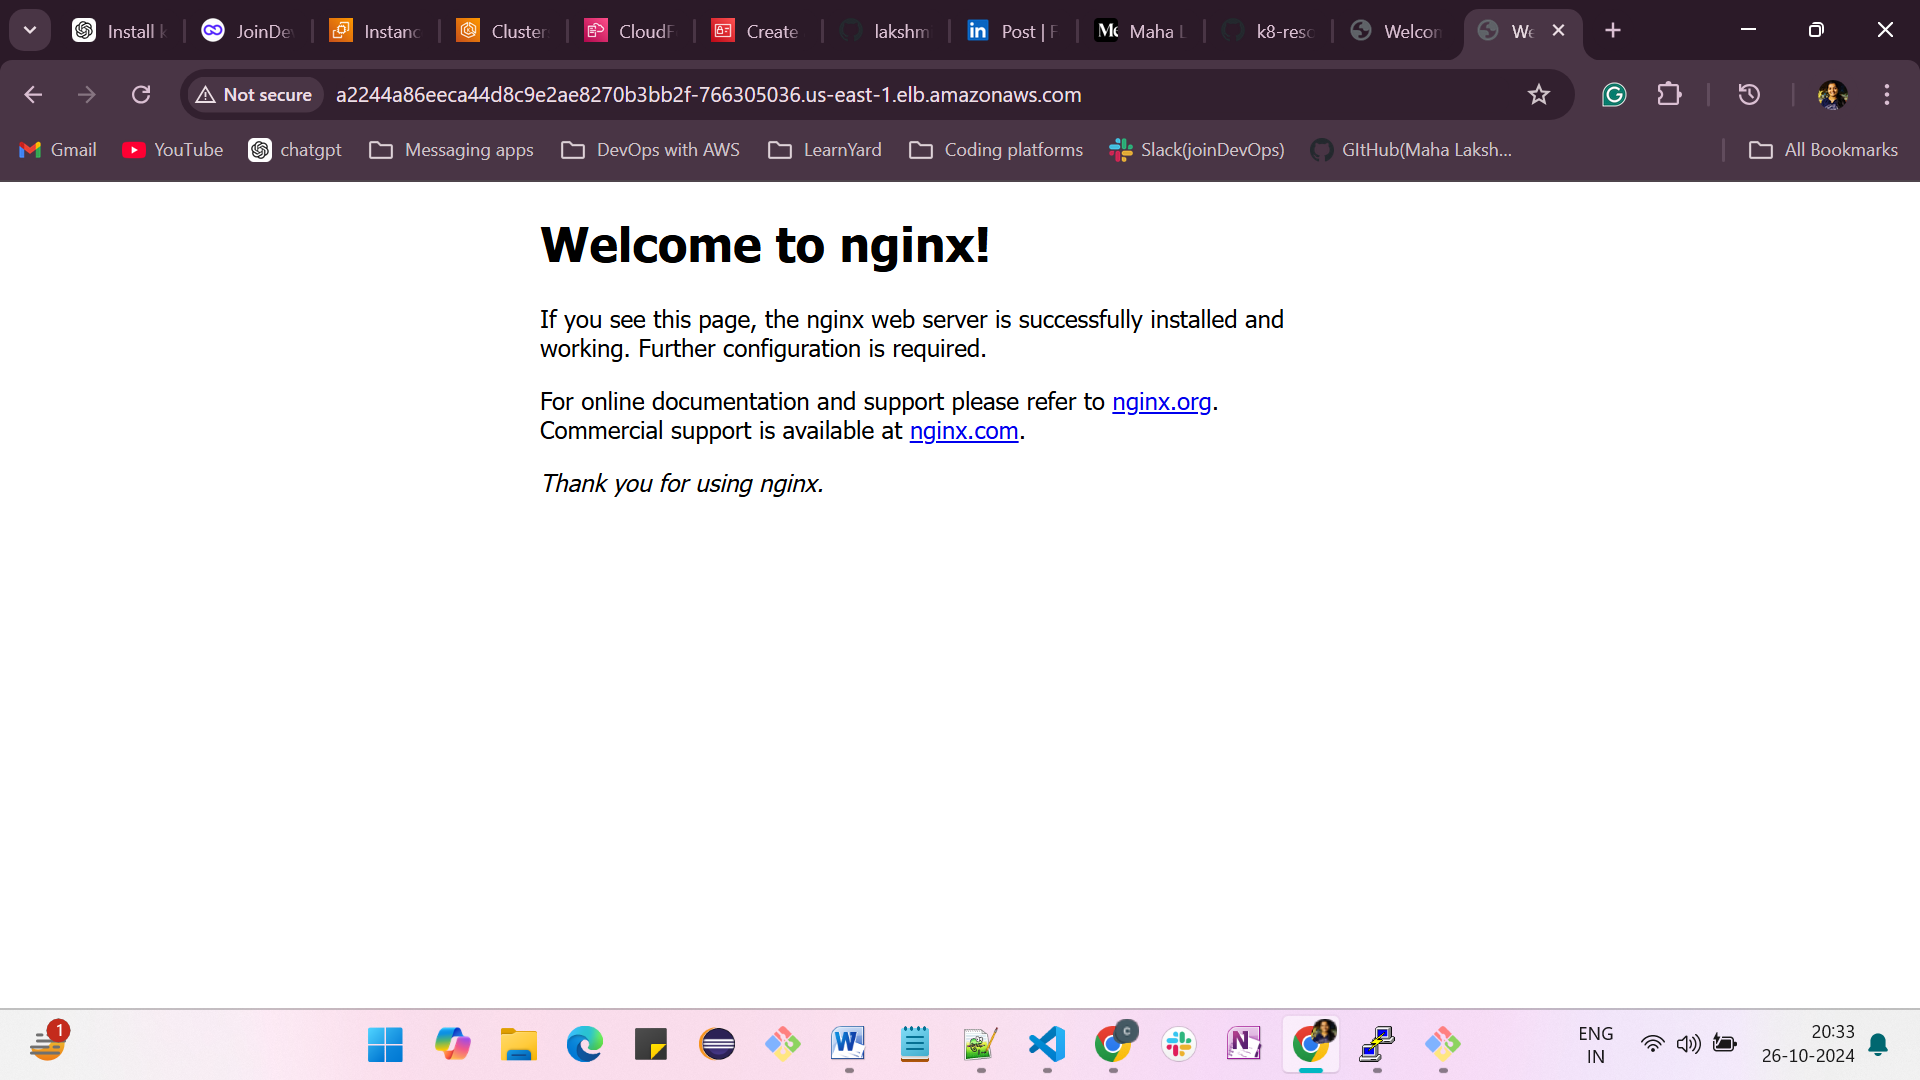 Install k
JoinDev
Instanc
Cluster
CloudF
Create
lakshm
Post | F
Maha L
k8-reso
Welcon
We
Not secure
a2244a86eeca44d8c9e2ae8270b3bb2f-766305036.us-east-1.elb.amazonaws.com
Gmail
YouTube
chatgpt
Messaging apps
DevOps with AWS
LearnYard
Coding platforms
Slack(joinDevOps)
GItHub(Maha Laksh...
All Bookmarks
Welcome to nginx!
If you see this page, the nginx web server is successfully installed and
working. Further configuration is required.
For online documentation and support please refer to nginx.org.
Commercial support is available at nginx.com.
Thank you for using nginx.
1
ENG
IN
20:33
26-10-2024